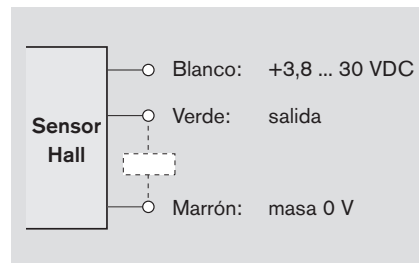 Sensor
Hall
Blanco: +3,8 ... 30 VDC
Verde: salida
Marrón: masa 0 V